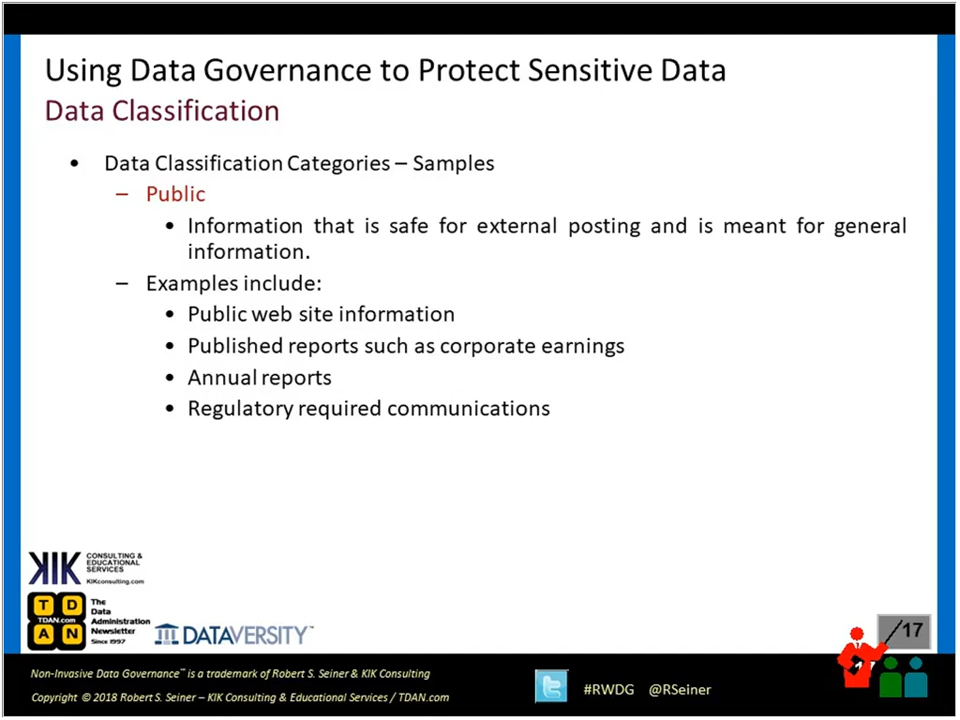 Using Data Governance to Protect Sensitive Data
Data Classification
• Data Classification Categories – Samples
– Public
• Information that is safe for external posting and is meant for general
information.
– Examples include:
• Public web site information
• Published reports such as corporate earnings
• Annual reports
• Regulatory required communications
KIK CONSULTING &
EDUCATIONAL
SERVICES
KIKconsulting.com
T D
TDAN.com
A N
The
Data
Administration
Newsletter
Since 1997
DATAVERSITY™
/17
Non-Invasive Data Governance™ is a trademark of Robert S. Seiner & KIK Consulting
Copyright © 2018 Robert S. Seiner – KIK Consulting & Educational Services / TDAN.com
#RWDG @RSeiner